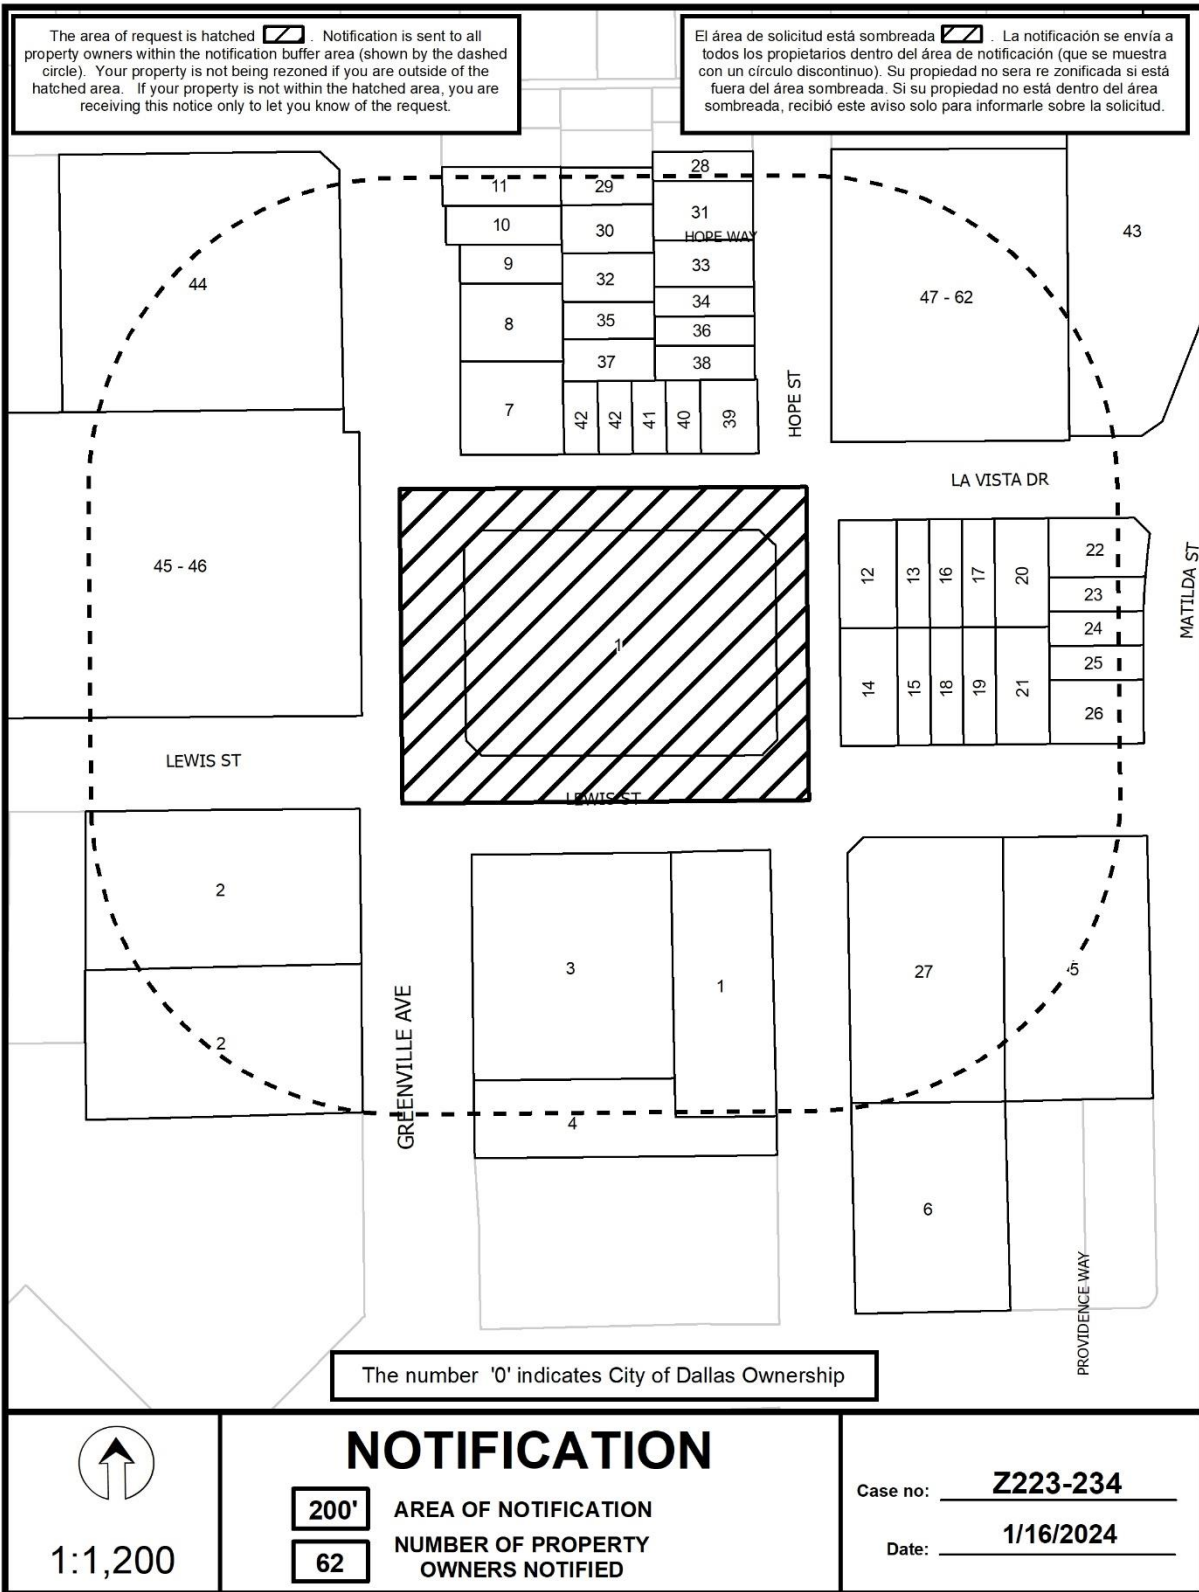 The area of request is hatched . Notification is sent to all
property owners within the notification buffer area (shown by the dashed
circle). Your property is not being rezoned if you are outside of the
hatched area. If your property is not within the hatched area, you are
receiving this notice only to let you know of the request.
El área de solicitud está sombreada . La notificación se envía a
todos los propietarios dentro del área de notificación (que se muestra
con un círculo discontinuo). Su propiedad no sera re zonificada si está
fuera del área sombreada. Si su propiedad no está dentro del área
sombreada, recibió este aviso solo para informarle sobre la solicitud.
28
11
29
31
10
30
HOPE WAY
43
9
33
32
44
47 - 62
34
8
35
36
37
38
7
42
42
41
40
39
HOPE ST
LA VISTA DR
45 - 46
12
13
16
17
20
22
23
24
25
26
MATILDA ST
1
14
15
18
19
21
LEWIS ST
LEWIS ST
2
3
27
5
1
2
GREENVILLE AVE
4
6
PROVIDENCE WAY
The number '0' indicates City of Dallas Ownership
1:1,200
NOTIFICATION
200' AREA OF NOTIFICATION
62 NUMBER OF PROPERTY
OWNERS NOTIFIED
Case no: Z223-234
Date: 1/16/2024